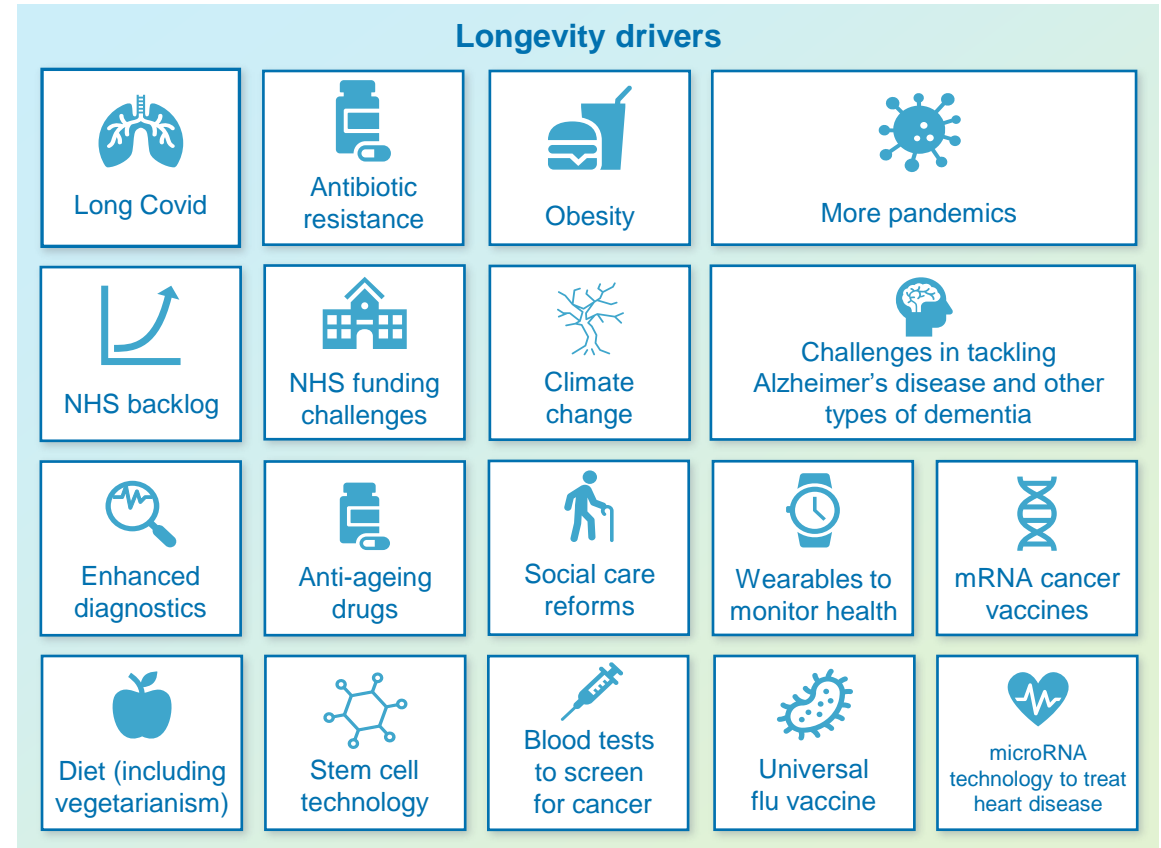 Longevity drivers
Long Covid
Antibiotic
resistance
Obesity
More pandemics
NHS backlog
NHS funding
challenges
Climate
change
Challenges in tackling
Alzheimer’s disease and other
types of dementia
Enhanced
diagnostics
Anti-ageing
drugs
Social care
reforms
Wearables to
monitor health
mRNA cancer
vaccines
Diet (including
vegetarianism)
Stem cell
technology
Blood tests
to screen
for cancer
Universal
flu vaccine
microRNA
technology to treat
heart disease